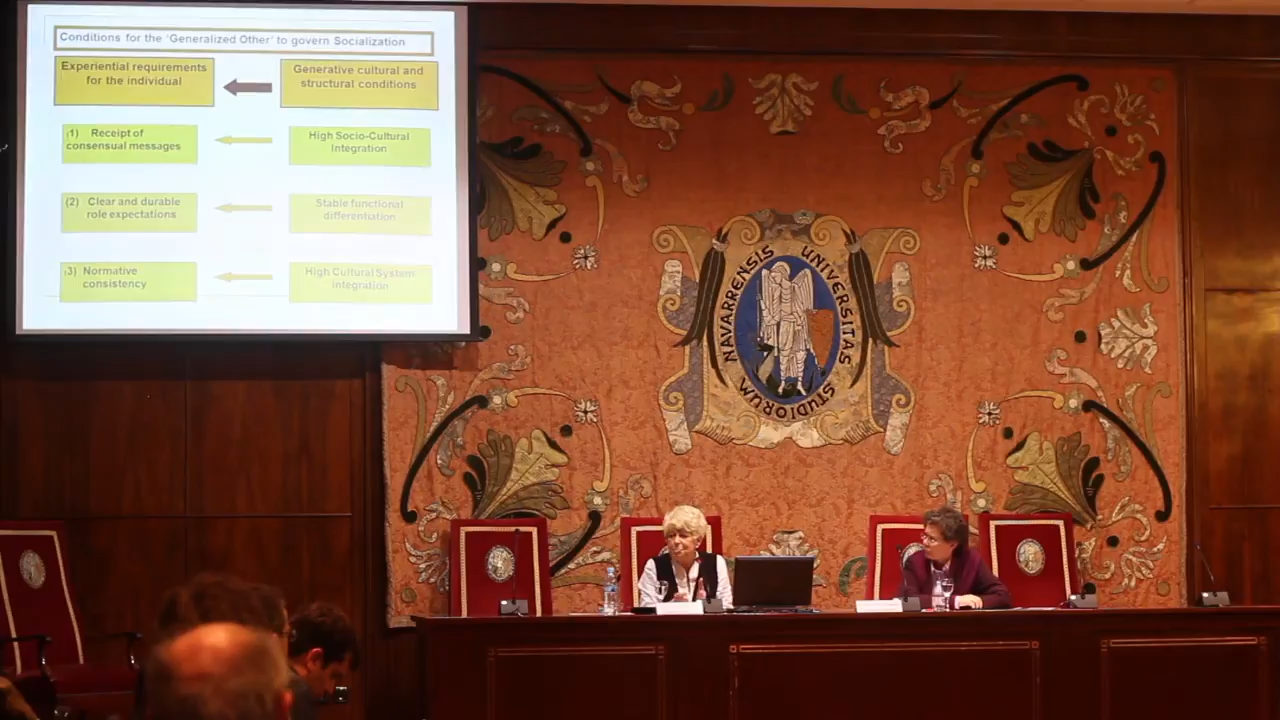 Conditions for the 'Generalized Other' to govern Socialization
Experiential requirements
for the individual
Generative cultural and
structural conditions
(1) Receipt of
consensual messages
High Socio-Cultural
Integration
(2) Clear and durable
role expectations
Stable functional
differentiation
(3) Normative
consistency
High Cultural System
integration
NAVARRENSIS UNIVERSITAS
STUDIORUM